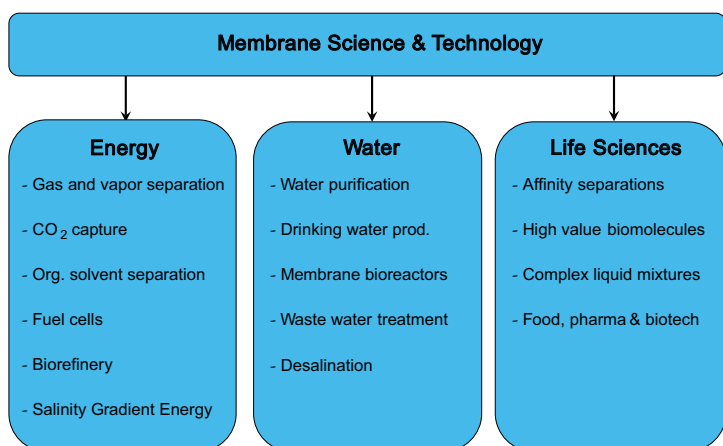 Membrane Science & Technology
Energy
- Gas and vapor separation
- CO2 capture
- Org. solvent separation
- Fuel cells
- Biorefinery
- Salinity Gradient Energy
Water
- Water purification
- Drinking water prod.
- Membrane bioreactors
- Waste water treatment
- Desalination
Life Sciences
- Affinity separations
- High value biomolecules
- Complex liquid mixtures
- Food, pharma & biotech